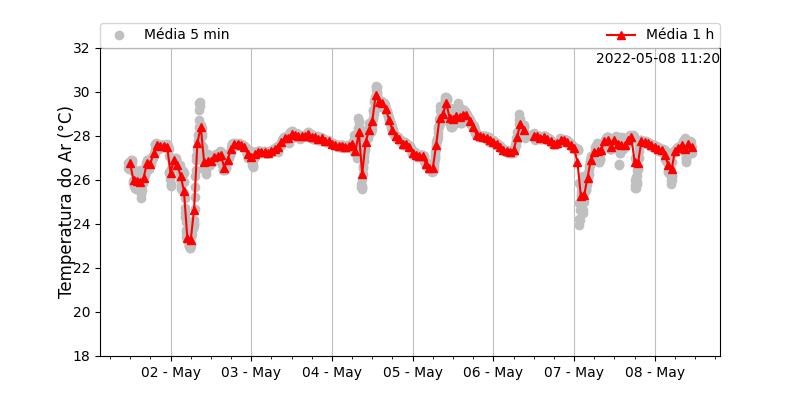 Média 5 min
Média 1 h
2022-05-08 11:20
Temperatura do Ar (°C)
32
30
28
26
24
22
20
18
02 - May
03 - May
04 - May
05 - May
06 - May
07 - May
08 - May